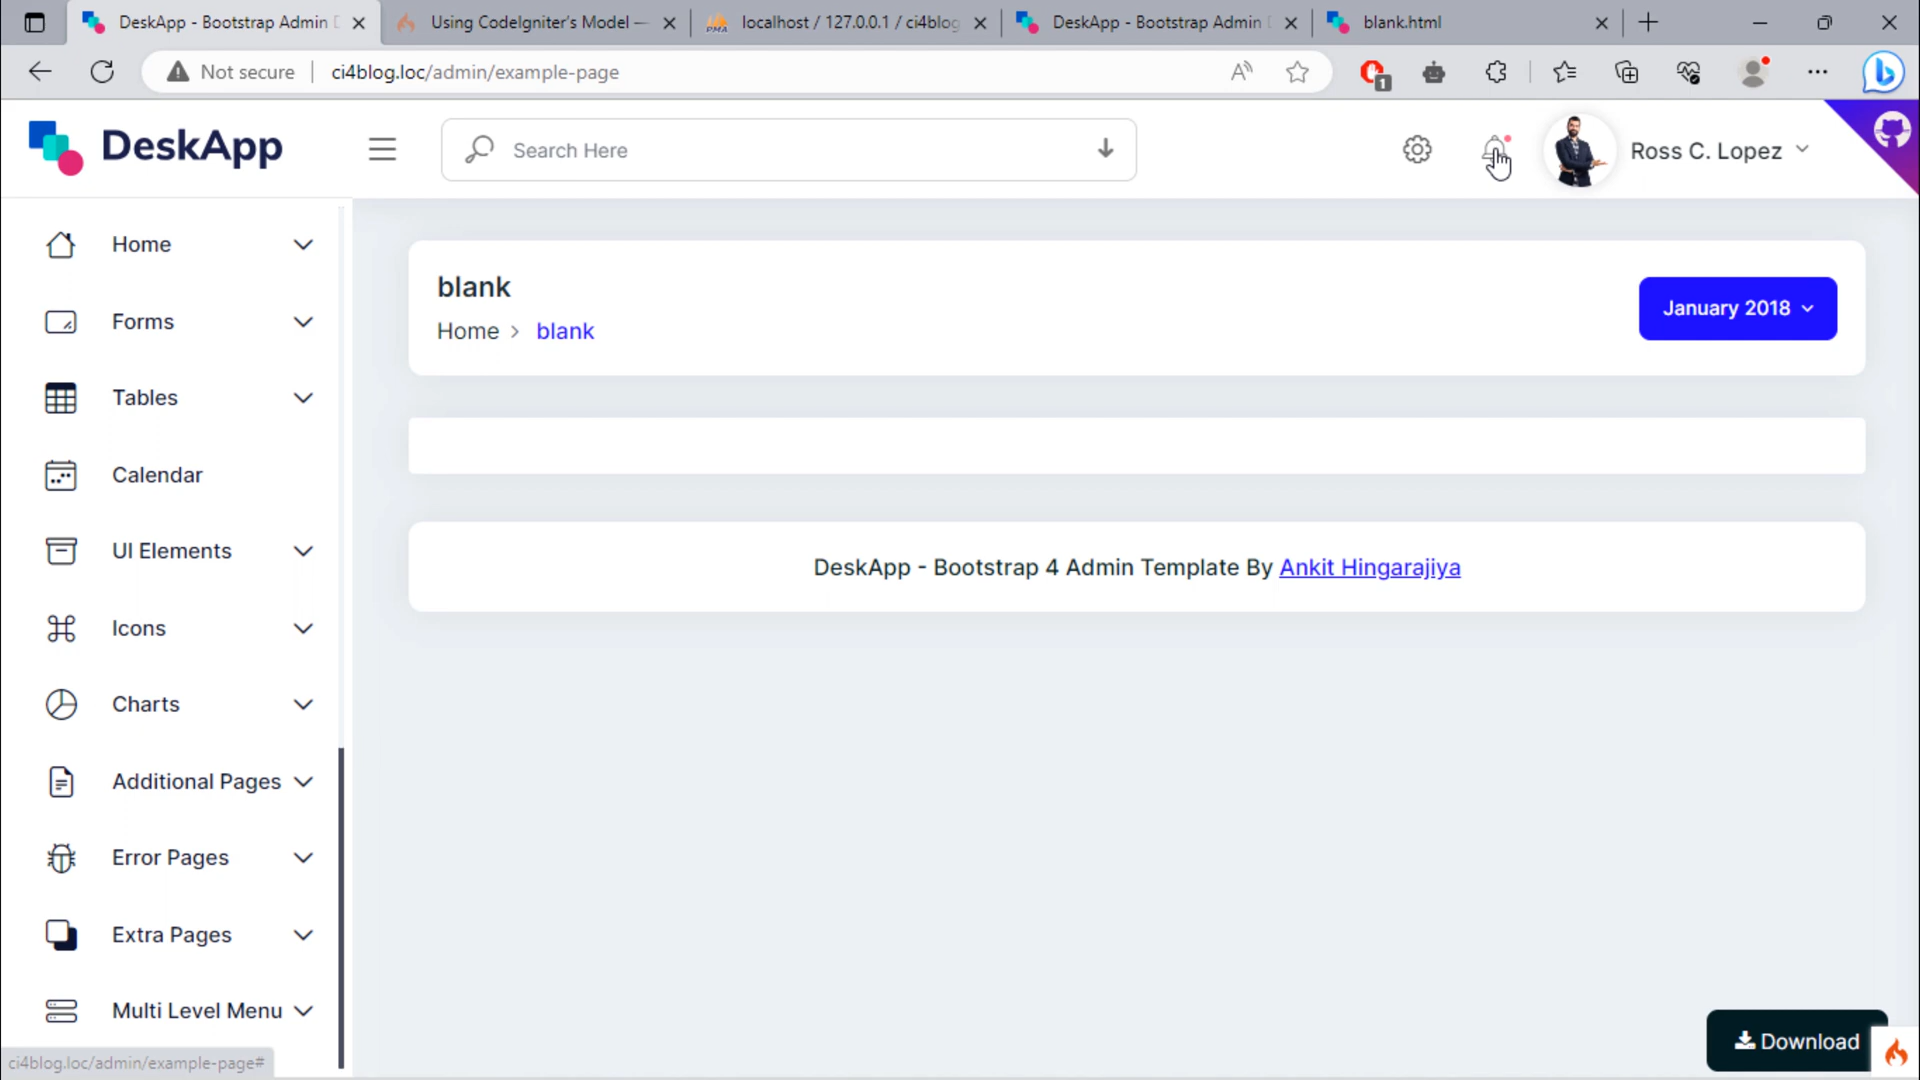 DeskApp - Bootstrap Admin D
Using CodeIgniter's Model —
PMA
localhost / 127.0.0.1 / ci4blog
DeskApp - Bootstrap Admin D
blank.html
Not secure
ci4blog.loc/admin/example-page
1
DeskApp
Search Here
Ross C. Lopez
Home
Forms
Tables
Calendar
UI Elements
Icons
Charts
Additional Pages
Error Pages
Extra Pages
Multi Level Menu
blank
Home
blank
January 2018
DeskApp - Bootstrap 4 Admin Template By Ankit Hingarajiya
Download
ci4blog.loc/admin/example-page#